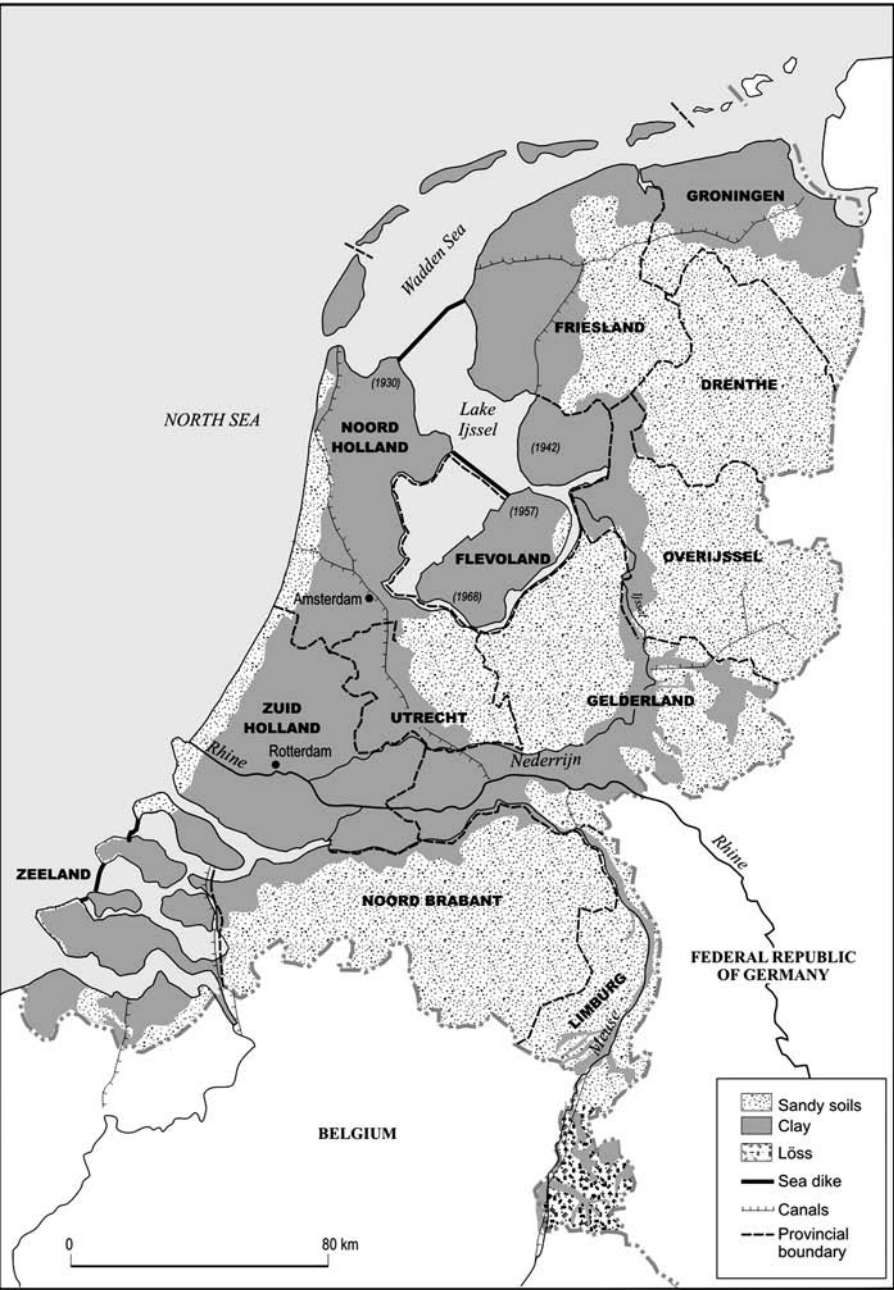 GRONINGEN
Wadden Sea
FRIESLAND
DRENTHE
(1930)
NORTH SEA
Lake
Ijssel
NOORD
HOLLAND
(1942)
(1957)
FLEVOLAND
OVERIJSSEL
Amsterdam
(1968)
Ijssel
GELDERLAND
ZUID
HOLLAND
UTRECHT
Rhine
Rotterdam
Nederrijn
Rhine
ZEELAND
NOORD BRABANT
FEDERAL REPUBLIC
OF GERMANY
LIMBURG
Meuse
BELGIUM
Sandy soils
Clay
Löss
Sea dike
Canals
Provincial
boundary
0
80 km